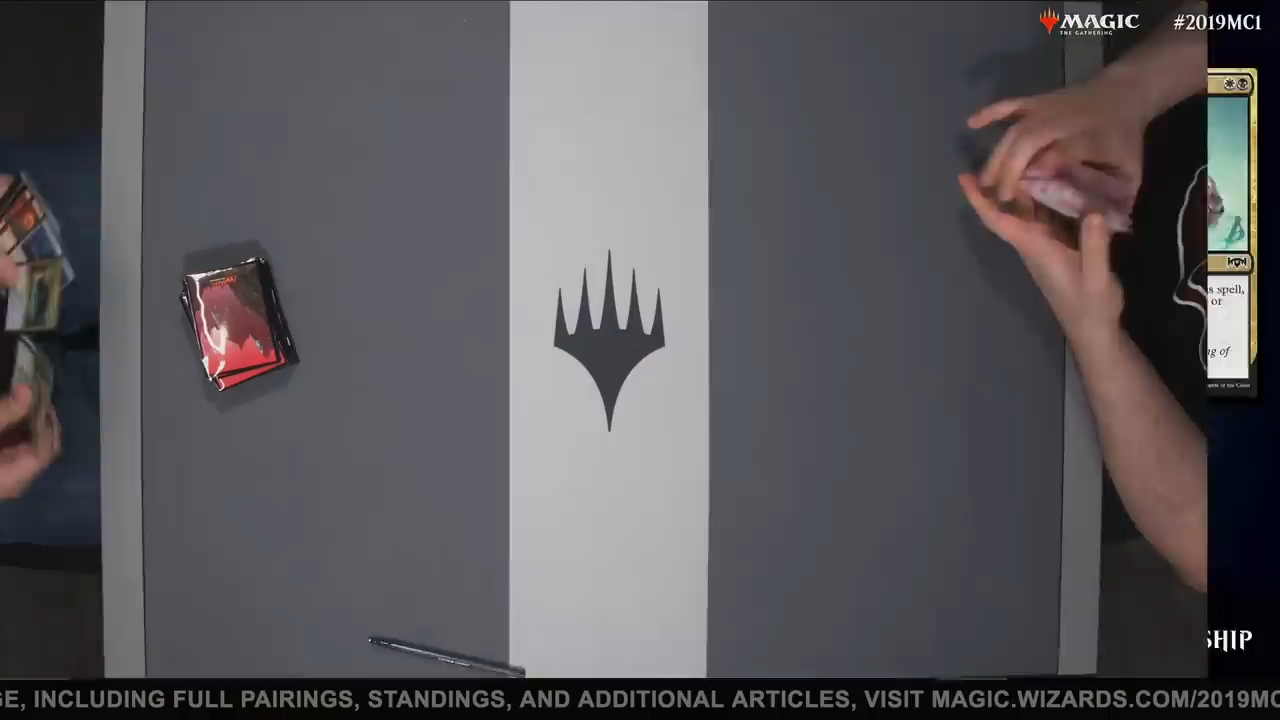 MAGIC
THE GATHERING
#2019MC1
s spell,
or
ng of
SHIP
GE, INCLUDING FULL PAIRINGS, STANDINGS, AND ADDITIONAL ARTICLES, VISIT MAGIC.WIZARDS.COM/2019MC